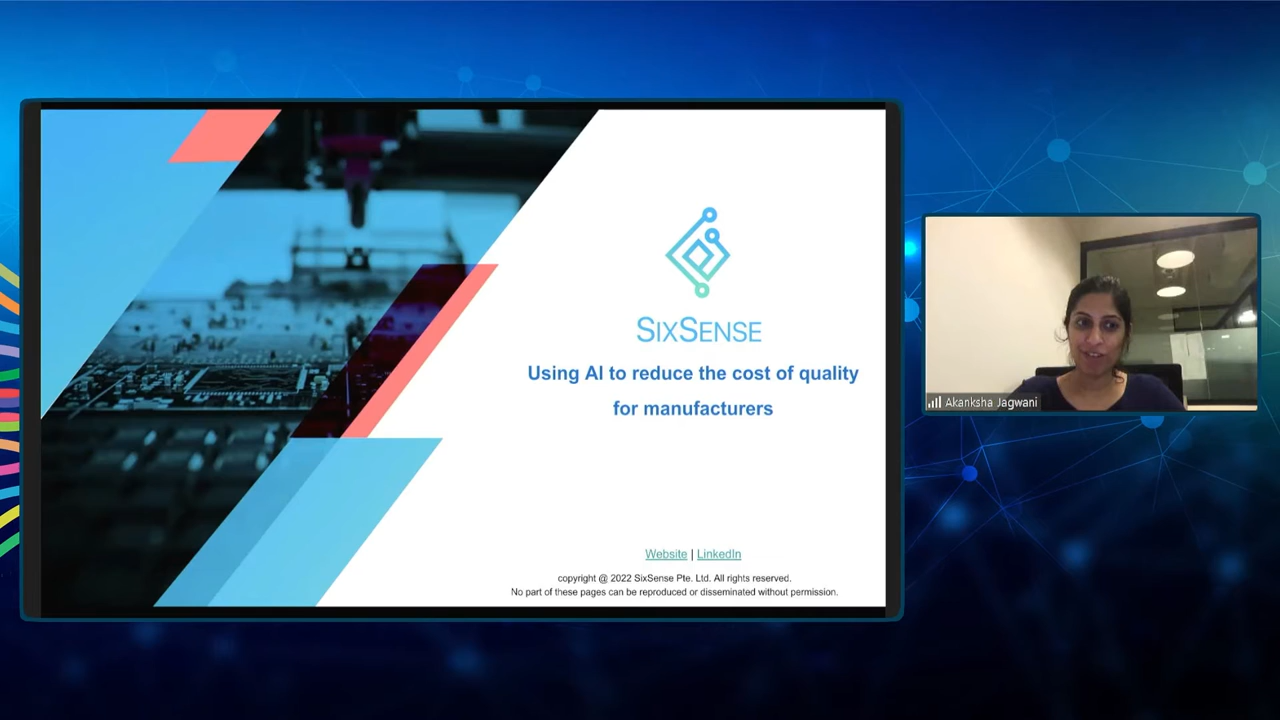 SIXSENSE
Using AI to reduce the cost of quality
for manufacturers
Website | LinkedIn
copyright @ 2022 SixSense Pte. Ltd. All rights reserved.
No part of these pages can be reproduced or disseminated without permission.
Akanksha Jagwani